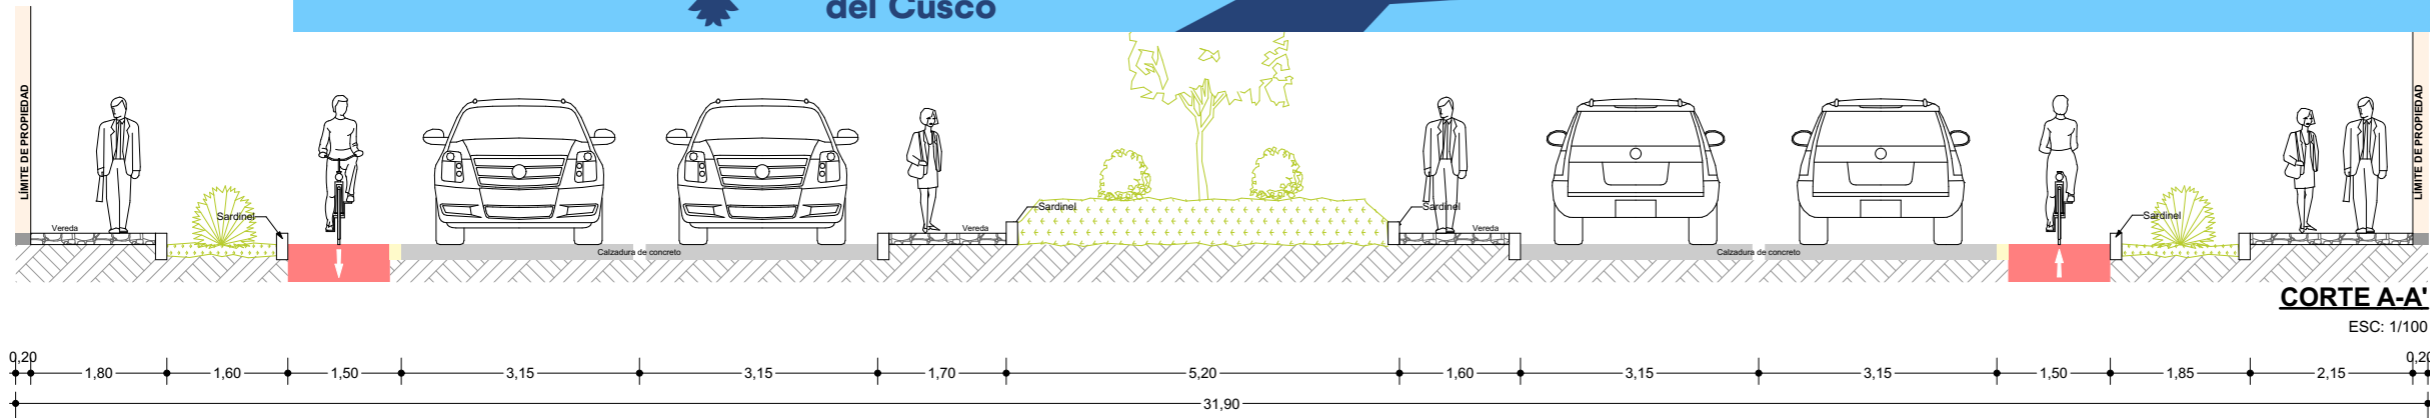 del Cusco
LÍMITE DE PROPIEDAD
LÍMITE DE PROPIEDAD
Vereda
Sardinel
Calzadura de concreto
Vereda
Sardinel
Sardinel
Vereda
Calzadura de concreto
Sardinel
CORTE A-A'
ESC: 1/100
0,20
1,80
1,60
1,50
3,15
3,15
1,70
5,20
1,60
3,15
3,15
1,50
1,85
2,15
0,20
31,90